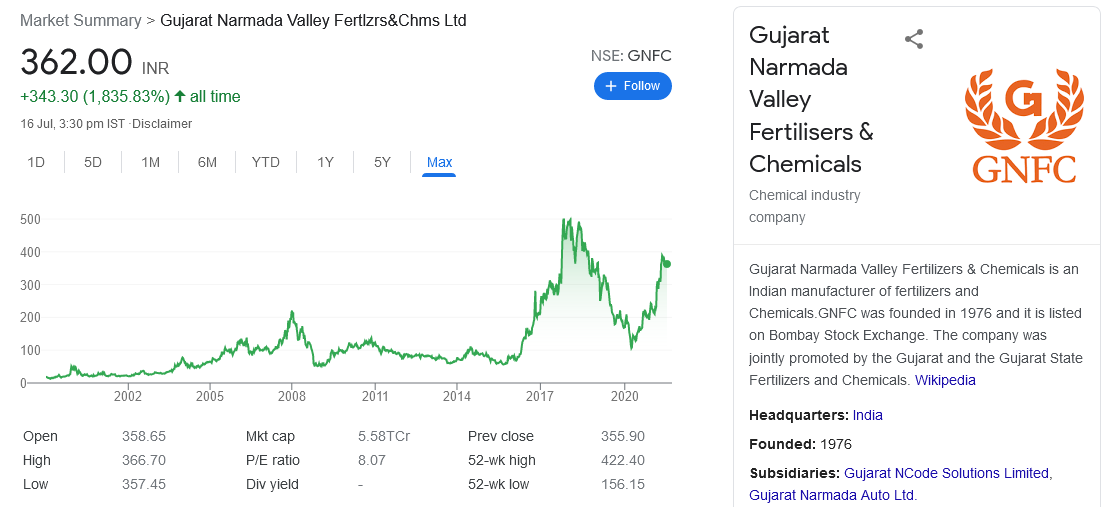 Market Summary > Gujarat Narmada Valley Fertlzrs&Chms Ltd
362.00 INR
NSE: GNFC
+343.30 (1,835.83%) ↑ all time
+ Follow
16 Jul, 3:30 pm IST ·Disclaimer
1D 5D 1M 6M YTD 1Y 5Y Max
500
400
300
200
100
0
2002 2005 2008 2011 2014 2017 2020
Open 358.65 Mkt cap 5.58TCr Prev close 355.90
High 366.70 P/E ratio 8.07 52-wk high 422.40
Low 357.45 Div yield - 52-wk low 156.15
Gujarat
Narmada
Valley
Fertilisers &
Chemicals
G
GNFC
Chemical industry
company
Gujarat Narmada Valley Fertilizers & Chemicals is an
Indian manufacturer of fertilizers and
Chemicals.GNFC was founded in 1976 and it is listed
on Bombay Stock Exchange. The company was
jointly promoted by the Gujarat and the Gujarat State
Fertilizers and Chemicals. Wikipedia
Headquarters: India
Founded: 1976
Subsidiaries: Gujarat NCode Solutions Limited,
Gujarat Narmada Auto Ltd.